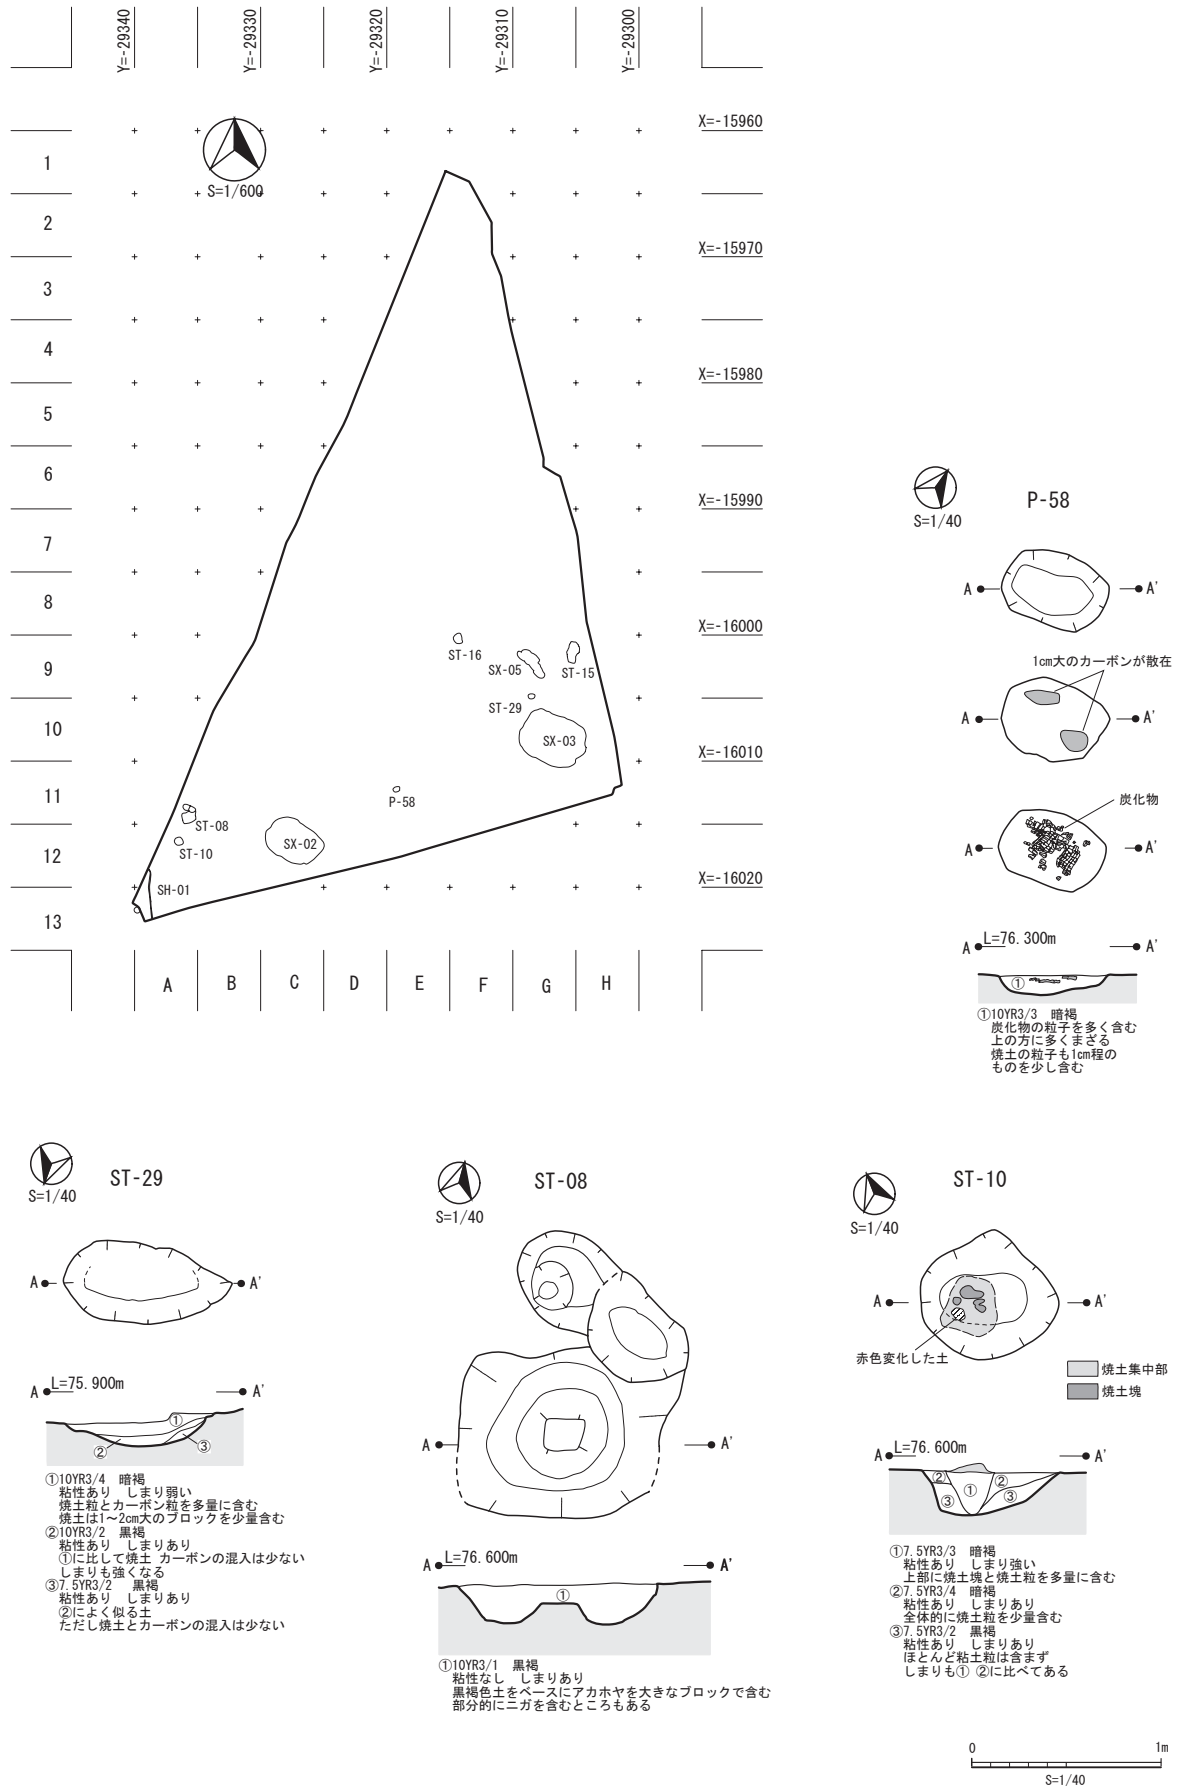 Y=-29340
Y=-29330
Y=-29320
Y=-29310
Y=-29300
X=-15960
1
S=1/600
2
X=-15970
3
4
X=-15980
5
6
X=-15990
7
8
X=-16000
9
ST-16
SX-05
ST-15
ST-29
10
SX-03
X=-16010
11
P-58
ST-08
ST-10
SX-02
12
X=-16020
SH-01
13
A B C D E F G H
S=1/40
P-58
A A'
1cm大のカーボンが散在
A A'
炭化物
A A'
A L=76.300m A'
①
①10YR3/3 暗褐
炭化物の粒子を多く含む
上の方に多くまざる
焼土の粒子も1cm程の
ものを少し含む
S=1/40
ST-29
A A'
A L=75.900m A'
①
②
③
①10YR3/4 暗褐
粘性あり しまり弱い
焼土粒とカーボン粒を多量に含む
焼土は1~2cm大のブロックを少量含む
②10YR3/2 黒褐
粘性あり しまりあり
①に比して焼土 カーボンの混入は少ない
しまりも強くなる
③7.5YR3/2 黒褐
粘性あり しまりあり
②によく似る土
ただし焼土とカーボンの混入は少ない
S=1/40
ST-08
A A'
A L=76.600m A'
①
①10YR3/1 黒褐
粘性なし しまりあり
黒褐色土をベースにアカホヤを大きなブロックで含む
部分的にニガを含むところもある
S=1/40
ST-10
A A'
赤色変化した土
焼土集中部
焼土塊
A L=76.600m A'
② ① ②
③ ③
①7.5YR3/3 暗褐
粘性あり しまり強い
上部に焼土塊と焼土粒を多量に含む
②7.5YR3/4 暗褐
粘性あり しまりあり
全体的に焼土粒を少量含む
③7.5YR3/2 黒褐
粘性あり しまりあり
ほとんど粘土粒は含まず
しまりも① ②に比べてある
0 1m
S=1/40